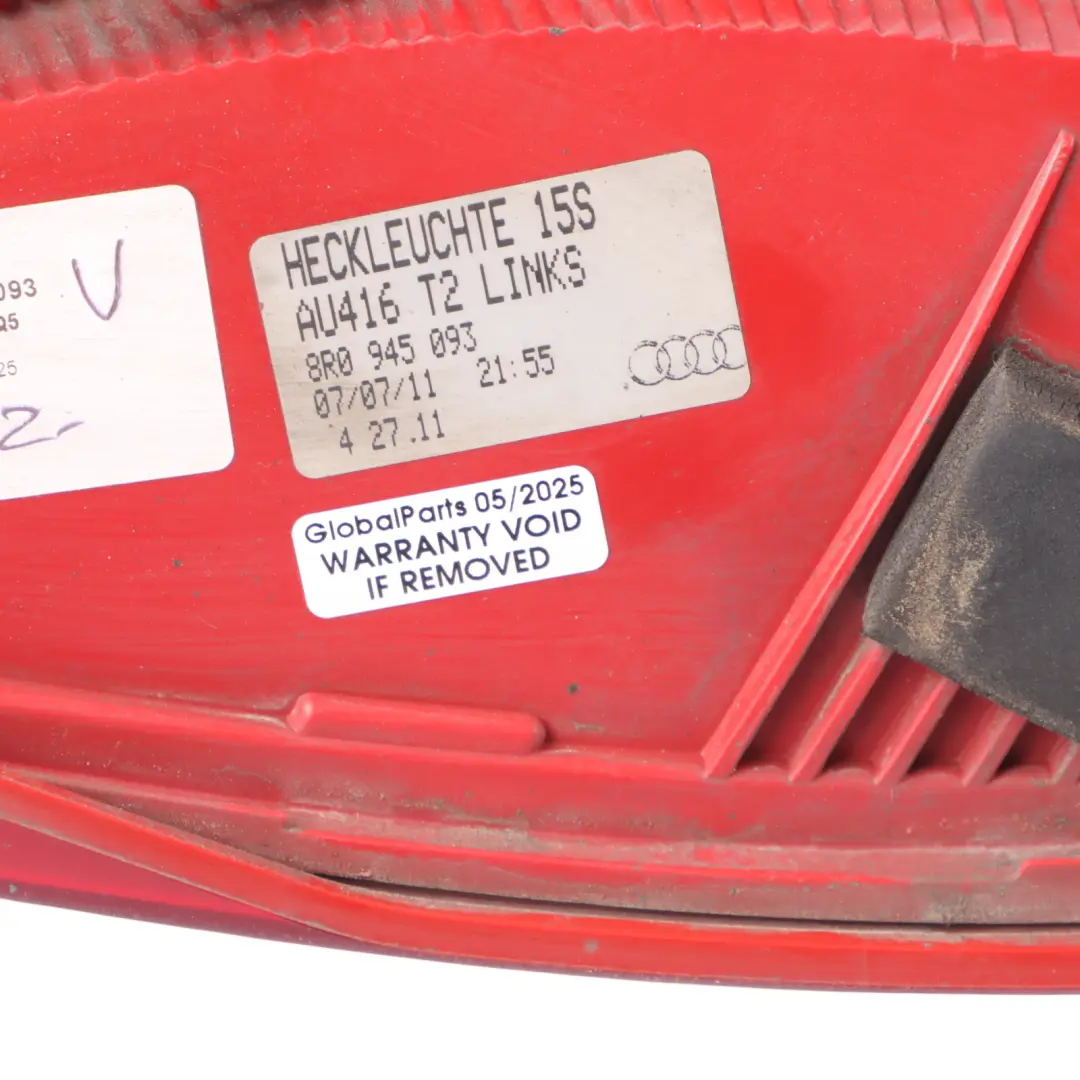 093
Q5
25
V
2-
HECKLEUCHTE 15S
AU416 T2 LINKS
8R0 945 093
07/07/11 21:55
4 27.11
GlobalParts 05/2025
WARRANTY VOID
IF REMOVED